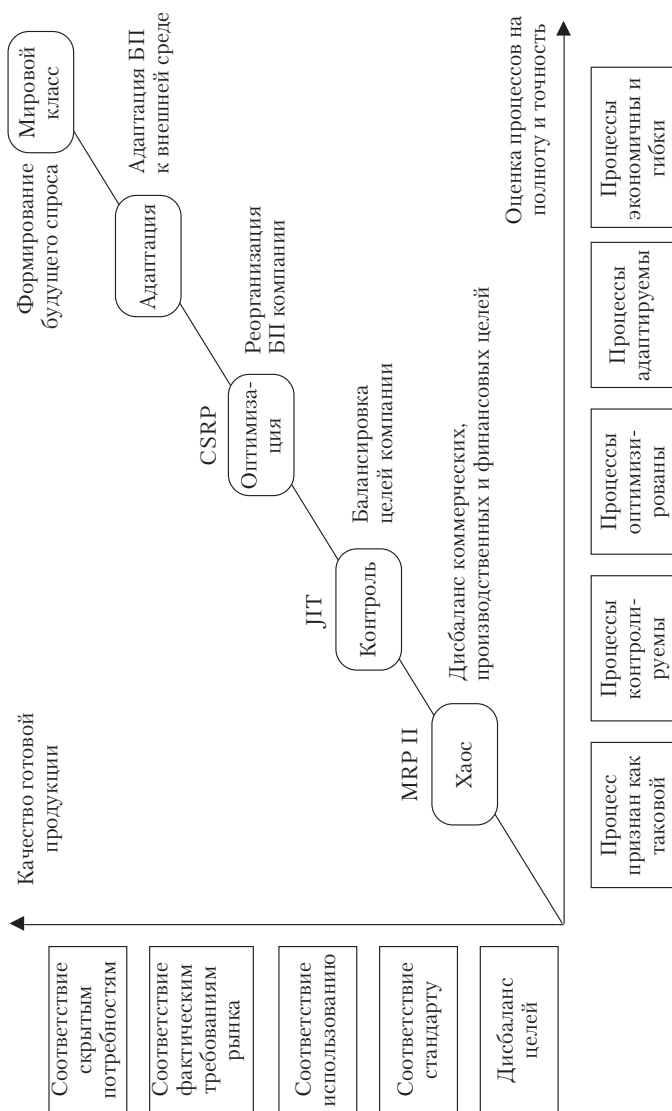 Качество готовой
продукции
Соответствие
скрытым
потребностям
Соответствие
фактическим
требованиям
рынка
Соответствие
использованию
Соответствие
стандарту
Дисбаланс
целей
Формирование
будущего спроса
Мировой
класс
Адаптация
Адаптация БП
к внешней среде
CSRP
Оптимиза-
ция
Реорганизация
БП компании
JIT
Контроль
Балансировка
целей компании
MRP II
Хаос
Дисбаланс коммерческих,
производственных и финансовых целей
Оценка процессов на
полноту и точность
Процесс
признан как
таковой
Процессы
контроли-
руемы
Процессы
оптимизи-
рованы
Процессы
адаптируемы
Процессы
экономичны и
гибки